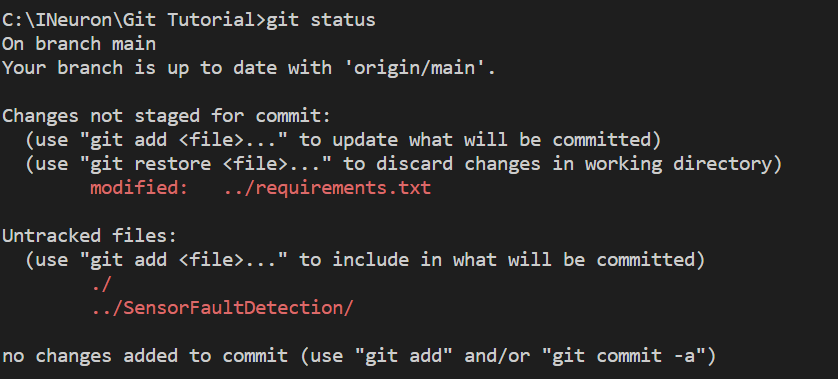 C:\INeuron\Git Tutorial>git status
On branch main
Your branch is up to date with 'origin/main'.
Changes not staged for commit:
  (use "git add <file>..." to update what will be committed)
  (use "git restore <file>..." to discard changes in working directory)
        modified:   ../requirements.txt
Untracked files:
  (use "git add <file>..." to include in what will be committed)
        ./
        ../SensorFaultDetection/
no changes added to commit (use "git add" and/or "git commit -a")